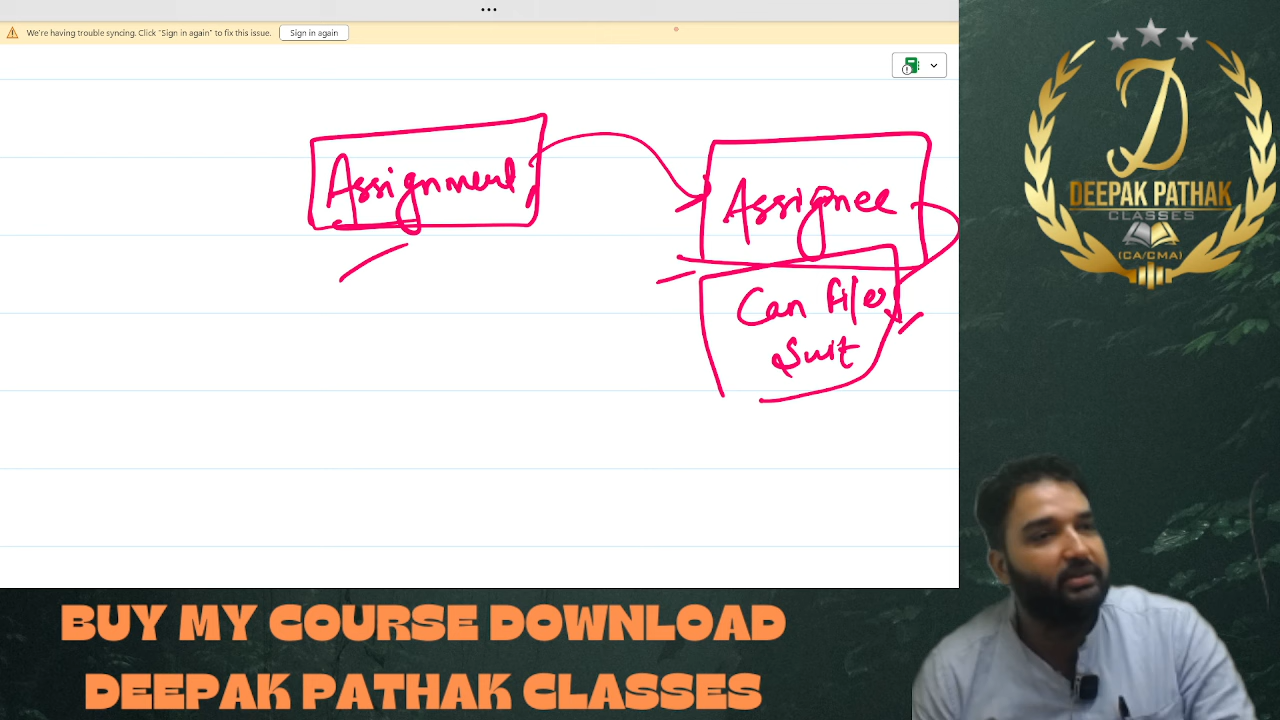 We're having trouble syncing. Click "Sign in again" to fix this issue.
Sign in again
Assignment
Assignee
Can file
Suit
D
DEEPAK PATHAK
CLASSES
(CA/CMA)
BUY MY COURSE DOWNLOAD
DEEPAK PATHAK CLASSES